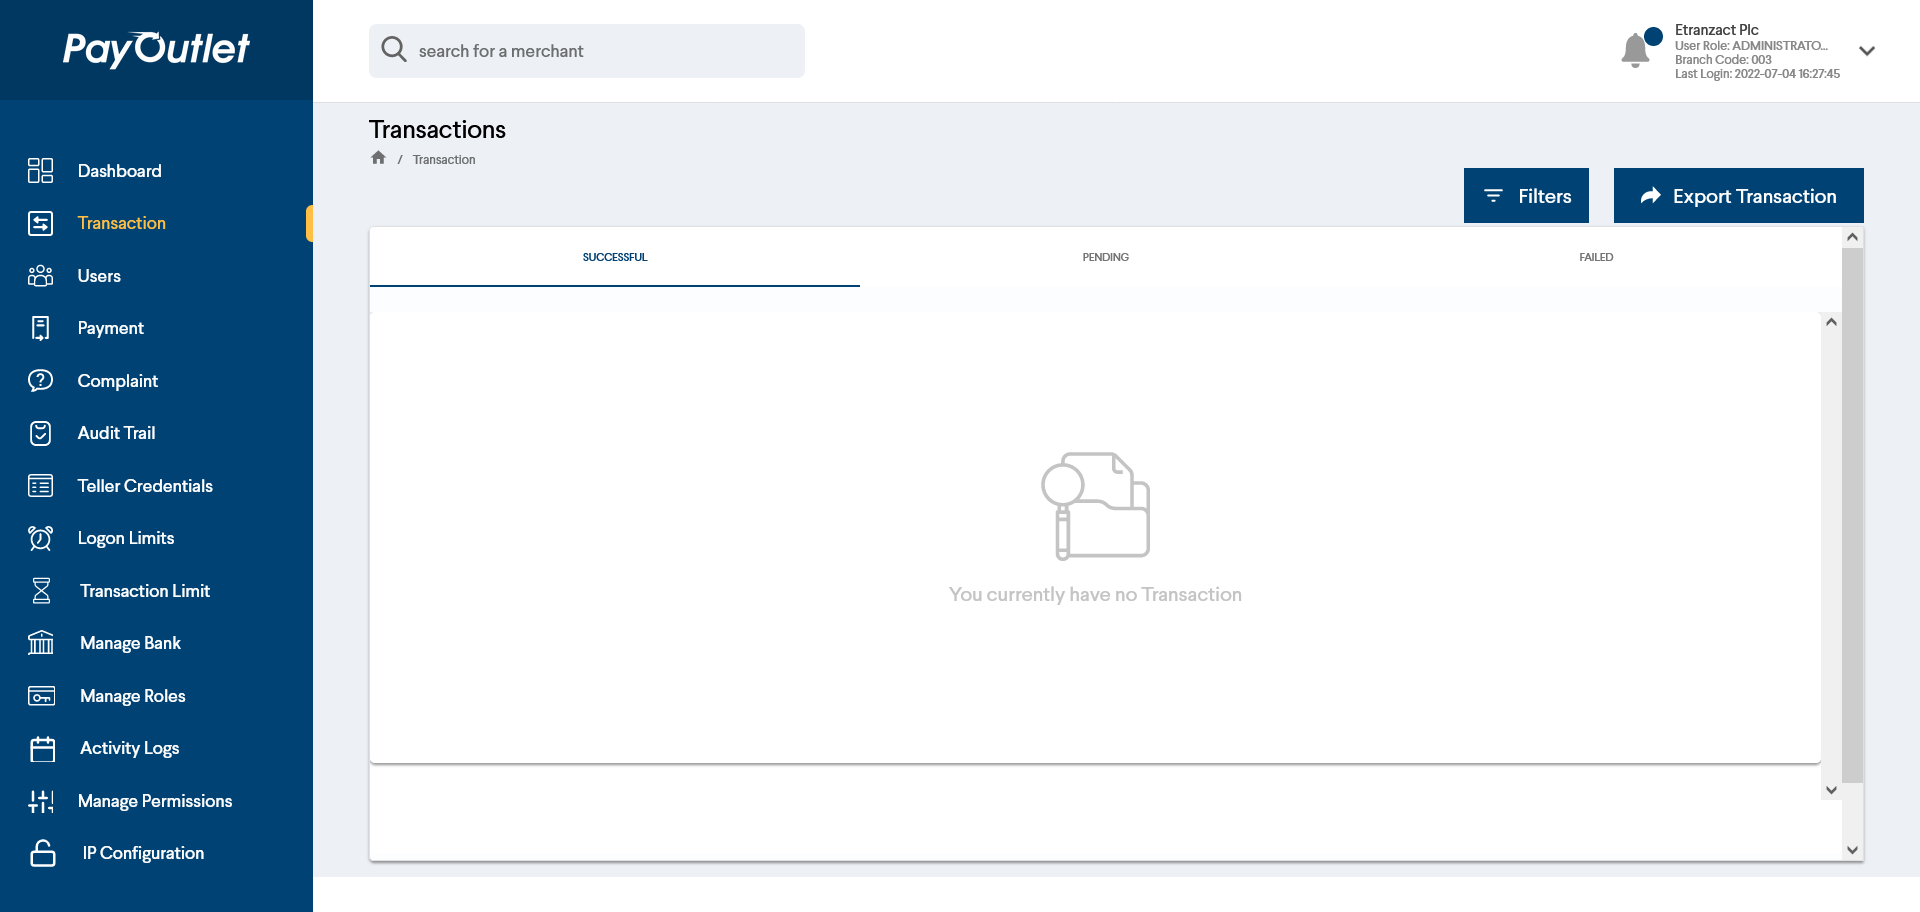 PayOutlet
search for a merchant
Etranzact Plc
User Role: ADMINISTRATO...
Branch Code: 003
Last Login: 2022-07-04 16:27:45
Dashboard
Transaction
Users
Payment
Complaint
Audit Trail
Teller Credentials
Logon Limits
Transaction Limit
Manage Bank
Manage Roles
Activity Logs
Manage Permissions
IP Configuration
Transactions
/ Transaction
Filters
Export Transaction
SUCCESSFUL
PENDING
FAILED
You currently have no Transaction